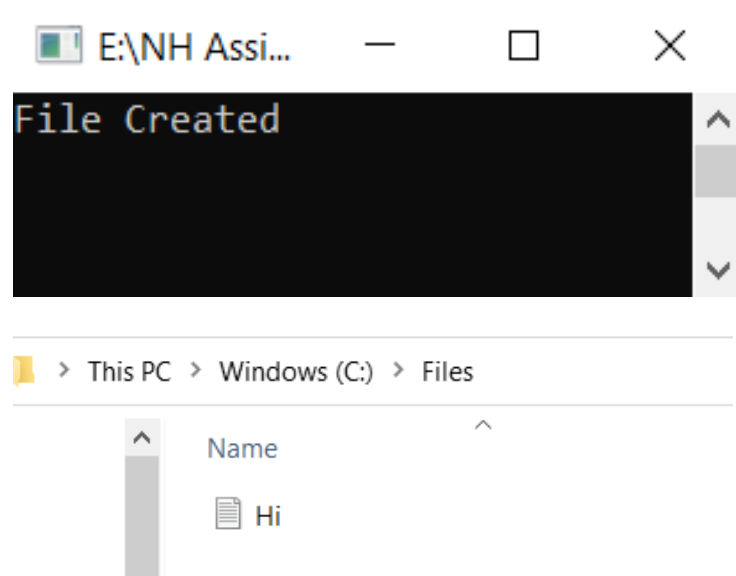 E:\NH Assi...
File Created
This PC > Windows (C:) > Files
Name
Hi